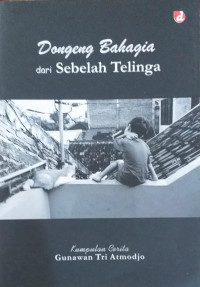 d
Dongeng Bahagia
dari Sebelah Telinga
Kumpulan Cerita
Gunawan Tri Atmodjo